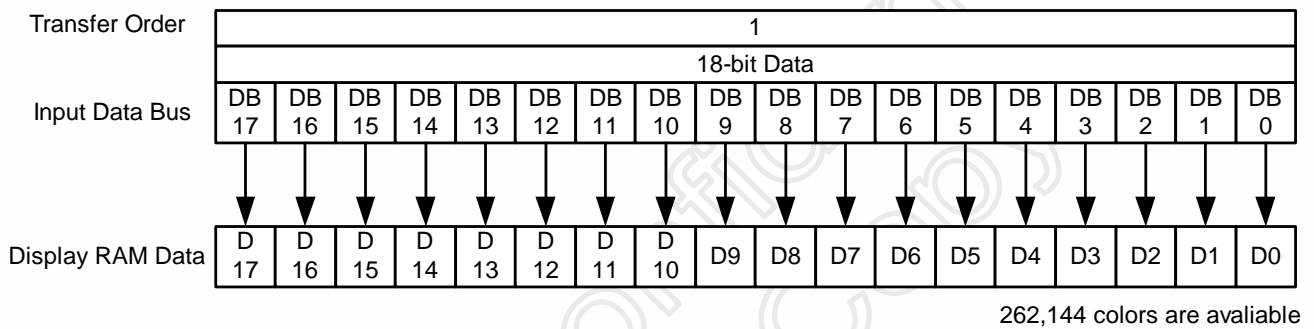 Transfer Order 1
18-bit Data
Input Data Bus DB 17 DB 16 DB 15 DB 14 DB 13 DB 12 DB 11 DB 10 DB 9 DB 8 DB 7 DB 6 DB 5 DB 4 DB 3 DB 2 DB 1 DB 0
Display RAM Data D 17 D 16 D 15 D 14 D 13 D 12 D 11 D 10 D9 D8 D7 D6 D5 D4 D3 D2 D1 D0
262,144 colors are avaliable